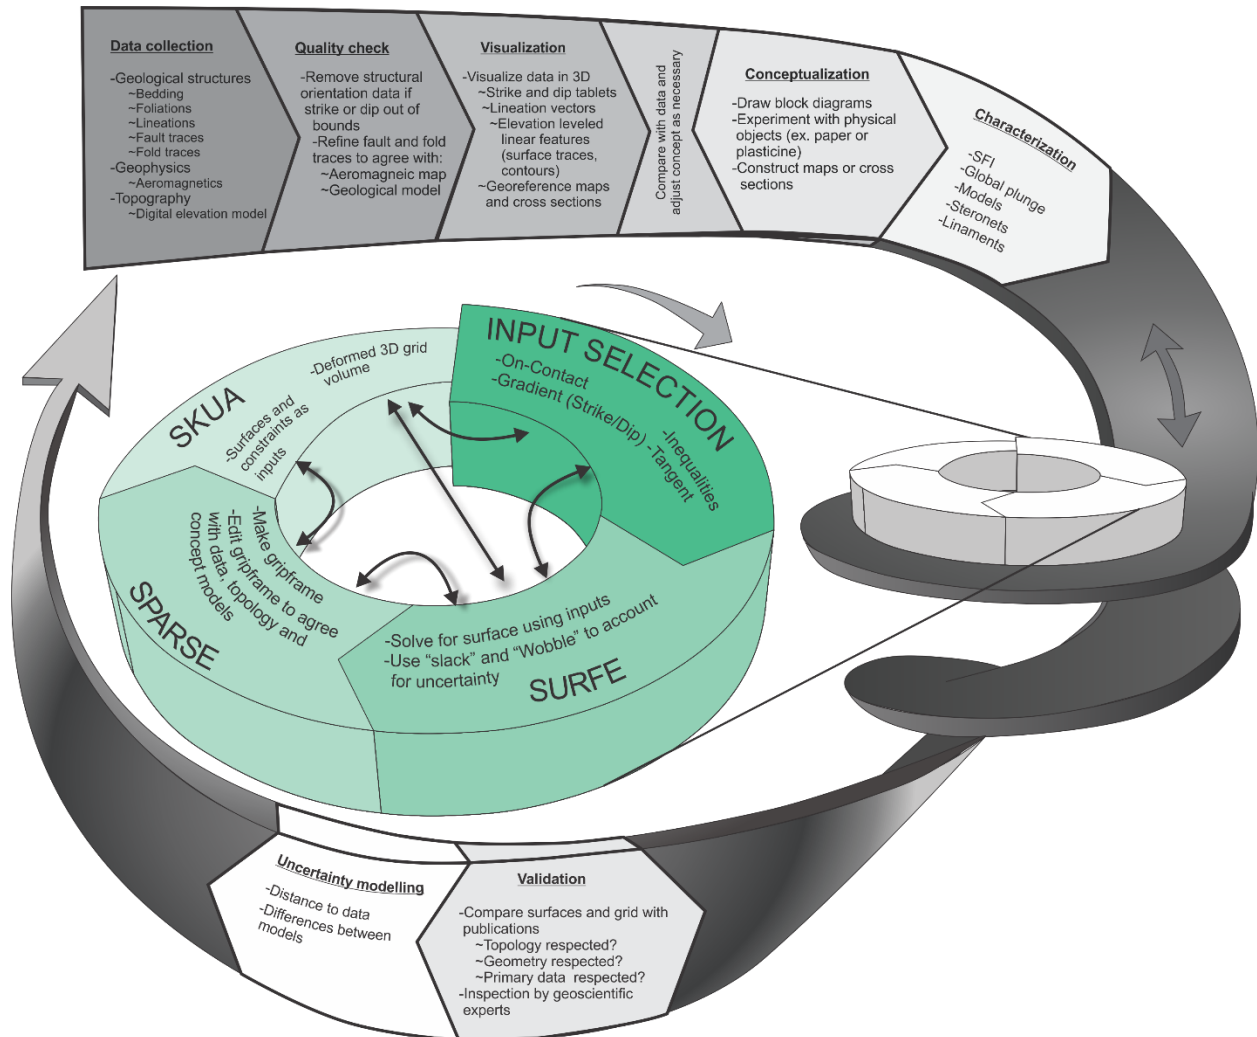 Data collection
-Geological structures
~Bedding
~Foliations
~Lineations
~Fault traces
~Fold traces
-Geophysics
~Aeromagnetics
-Topography
~Digital elevation model
Quality check
-Remove structural
orientation data if
strike or dip out of
bounds
-Refine fault and fold
traces to agree with:
~Aeromagneic map
~Geological model
Visualization
-Visualize data in 3D
~Strike and dip tablets
~Lineation vectors
~Elevation leveled
linear features
(surface traces,
contours)
~Georeference maps
and cross sections
Compare with data and
adjust concept as necessary
Conceptualization
-Draw block diagrams
-Experiment with physical
objects (ex. paper or
plasticine)
-Construct maps or cross
sections
Characterization
-SFI
-Global plunge
-Models
-Steronets
-Linaments
INPUT SELECTION
-On-Contact
-Gradient (Strike/Dip)
-Tangent
-Inequalities
SKUA
-Deformed 3D grid
volume
-Surfaces and
constraints as
inputs
SPARSE
-Make gripframe
-Edit gripframe to agree
with data, topology and
concept models
-Solve for surface using inputs
-Use “slack” and “Wobble” to account
for uncertainty
SURFE
Uncertainty modelling
-Distance to data
-Differences between
models
Validation
-Compare surfaces and grid with
publications
~Topology respected?
~Geometry respected?
~Primary data respected?
-Inspection by geoscientific
experts